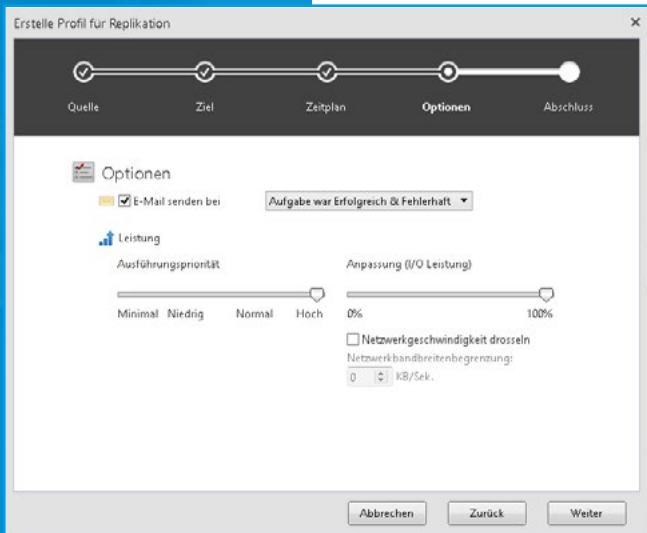 Erstelle Profil für Replikation
Quelle Ziel Zeitplan Optionen Abschluss
Optionen
E-Mail senden bei Aufgabe war Erfolgreich & Fehlerhaft
Leistung
Ausführungspriorität Anpassung (I/O Leistung)
Minimal Niedrig Normal Hoch 0% 100%
Netzwerkgeschwindigkeit drosseln
Netzwerkbandbreitenbegrenzung:
0 KB/Sek.
Abbrechen Zurück Weiter